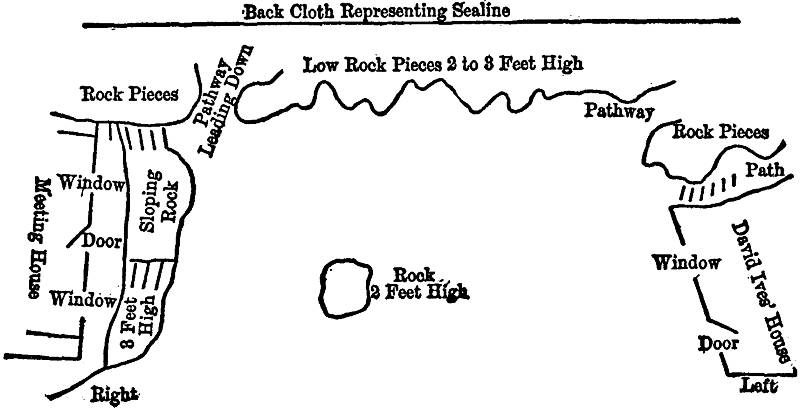 Back Cloth Representing Sealine
Low Rock Pieces 2 to 3 Feet High
Rock Pieces
Pathway
Leading Down
Pathway
Rock Pieces
Path
Window
Sloping
Rock
Meeting House
Door
Window
3 Feet
High
Rock
2 Feet High
David Ives' House
Window
Door
Right
Left